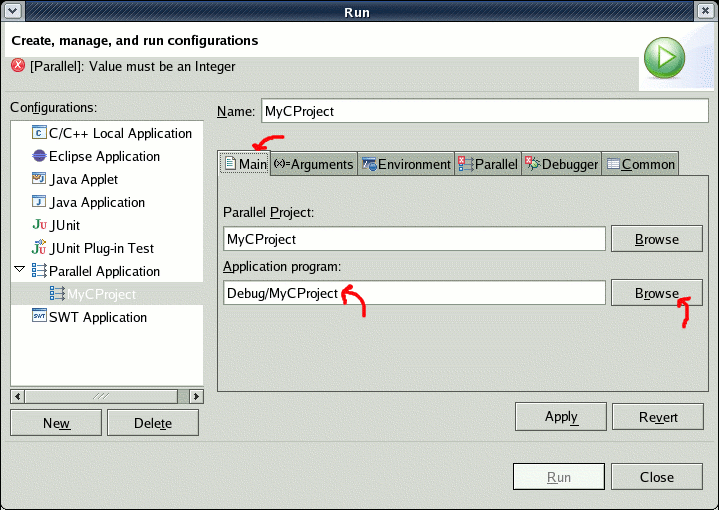 Run
Create, manage, and run configurations
[Parallel]: Value must be an Integer
Configurations:
C/C++ Local Application
Eclipse Application
Java Applet
Java Application
JUnit
JUnit Plug-in Test
Parallel Application
MyCProject
SWT Application
New Delete
Name: MyCProject
Main Arguments Environment Parallel Debugger Common
Parallel Project:
MyCProject Browse
Application program:
Debug/MyCProject Browse
Apply Revert
Run Close